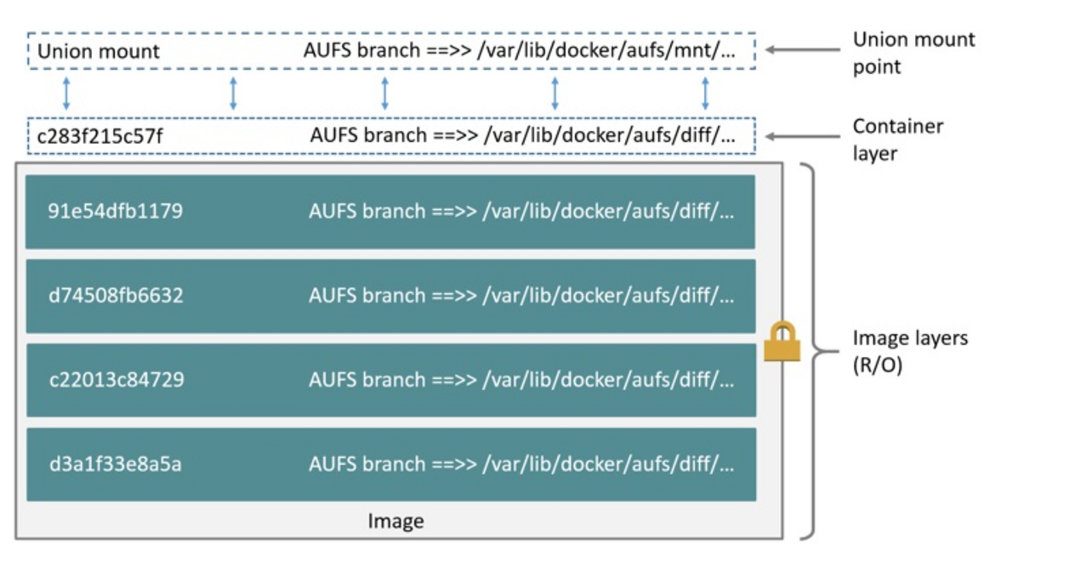 Union mount AUFS branch ==>> /var/lib/docker/aufs/mnt/...
Union mount
point
c283f215c57f AUFS branch ==>> /var/lib/docker/aufs/diff/...
Container
layer
91e54dfb1179 AUFS branch ==>> /var/lib/docker/aufs/diff/...
d74508fb6632 AUFS branch ==>> /var/lib/docker/aufs/diff/...
c22013c84729 AUFS branch ==>> /var/lib/docker/aufs/diff/...
d3a1f33e8a5a AUFS branch ==>> /var/lib/docker/aufs/diff/...
Image layers
(R/O)
Image